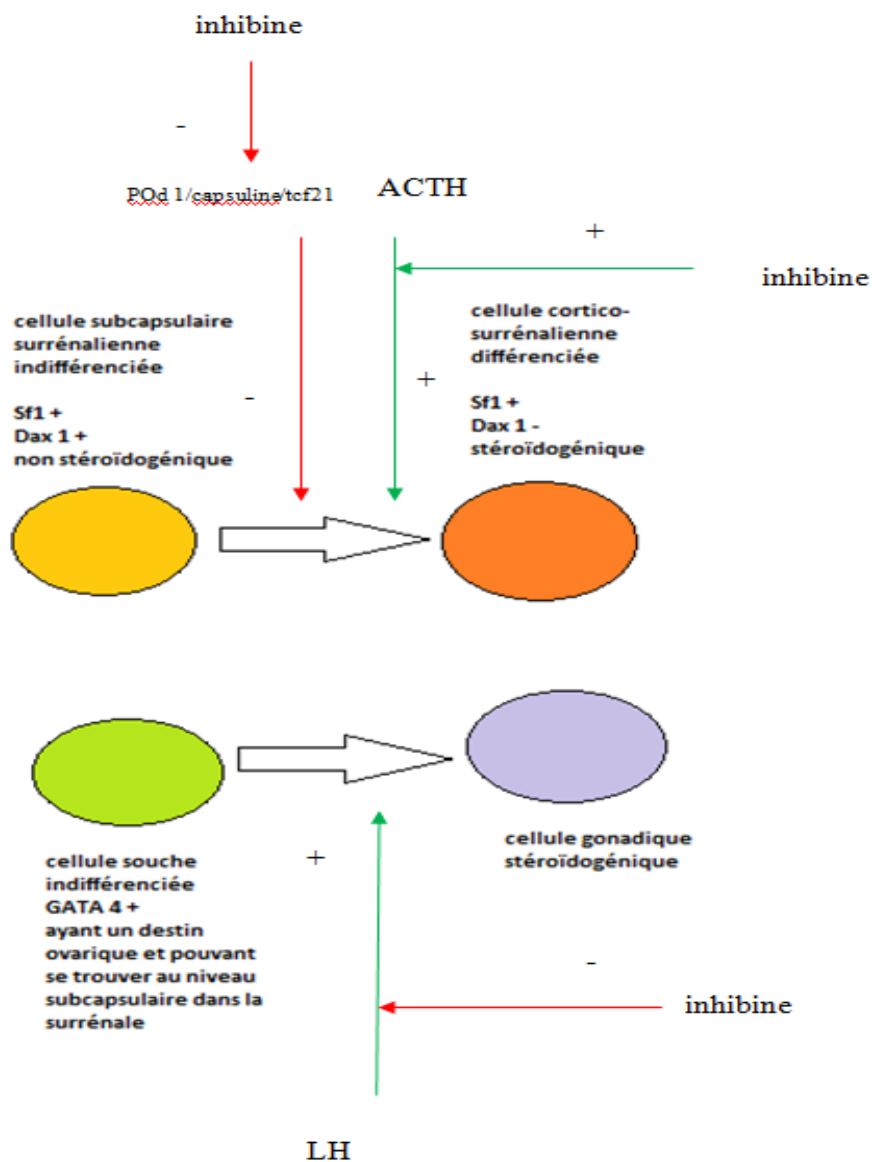 inhibine
-
POd 1/capsuline/tcf21
ACTH
+
inhibine
cellule subcapsulaire
surrénalienne
indifférenciée
Sf1 +
Dax 1 +
non stéroïdogénique
-
+
cellule cortico-
surrénalienne
différenciée
Sf1 +
Dax 1 -
stéroïdogénique
cellule souche
indifférenciée
GATA 4 +
ayant un destin
ovarique et pouvant
se trouver au niveau
subcapsulaire dans la
surrénale
+
cellule gonadique
stéroïdogénique
-
inhibine
LH